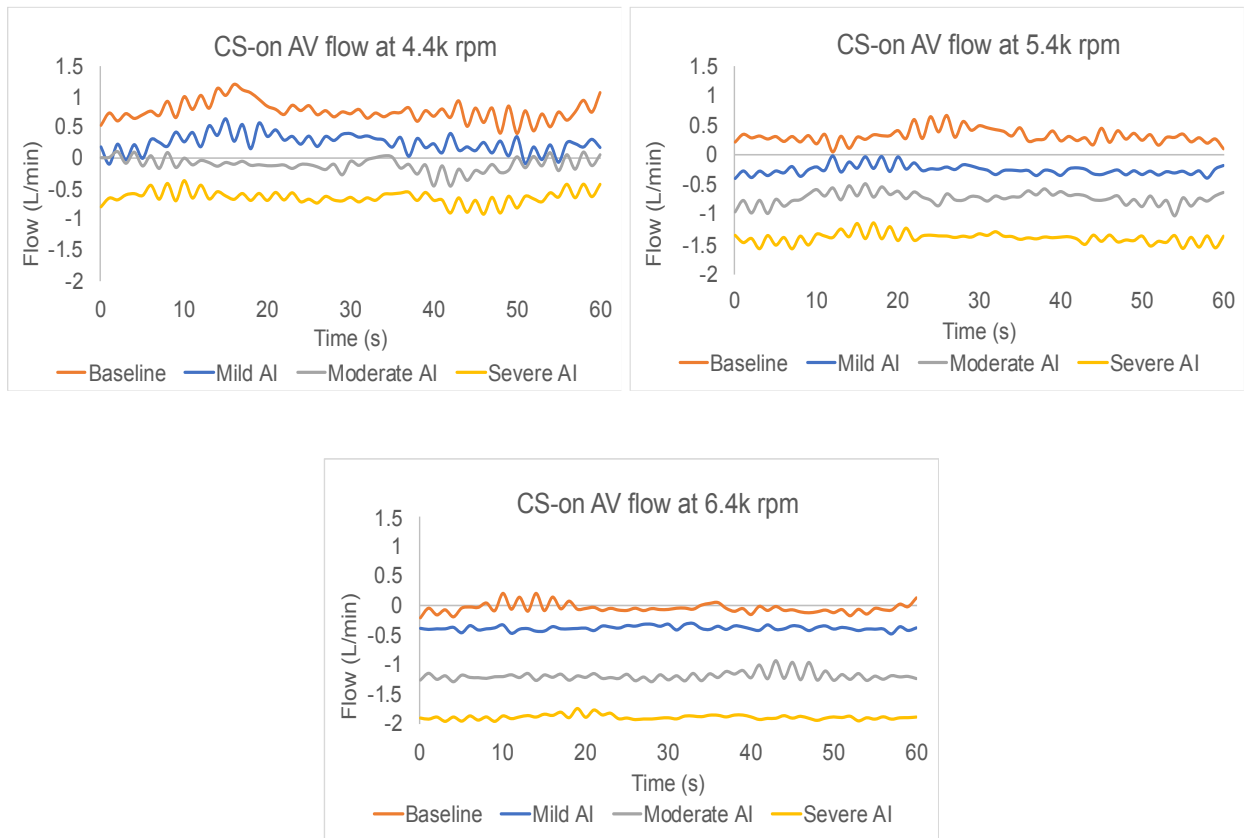 CS-on AV flow at 4.4k rpm
Flow (L/min)
1.5
1
0.5
0
-0.5
-1
-1.5
-2
0 10 20 30 40 50 60
Time (s)
Baseline Mild AI Moderate AI Severe AI
CS-on AV flow at 5.4k rpm
Flow (L/min)
1.5
1
0.5
0
-0.5
-1
-1.5
-2
0 10 20 30 40 50 60
Time (s)
Baseline Mild AI Moderate AI Severe AI
CS-on AV flow at 6.4k rpm
Flow (L/min)
1.5
1
0.5
0
-0.5
-1
-1.5
-2
0 10 20 30 40 50 60
Time (s)
Baseline Mild AI Moderate AI Severe AI